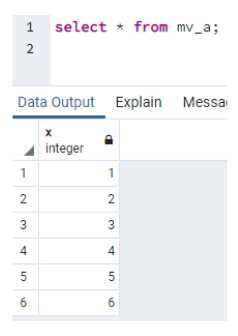 1 select * from mv_a;
2
Data Output Explain
x
integer
1 1
2 2
3 3
4 4
5 5
6 6